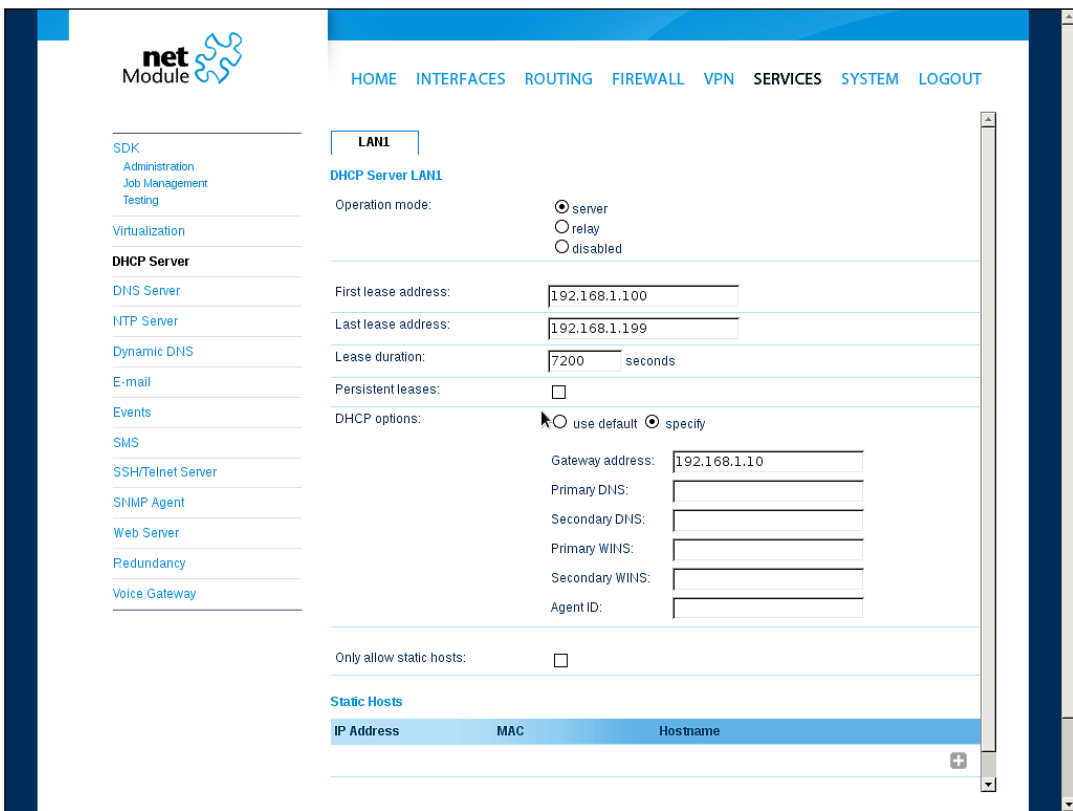 net
Module
HOME INTERFACES ROUTING FIREWALL VPN SERVICES SYSTEM LOGOUT
SDK
Administration
Job Management
Testing
Virtualization
DHCP Server
DNS Server
NTP Server
Dynamic DNS
E-mail
Events
SMS
SSH/Telnet Server
SNMP Agent
Web Server
Redundancy
Voice Gateway
LAN1
DHCP Server LAN1
Operation mode: server
relay
disabled
First lease address: 192.168.1.100
Last lease address: 192.168.1.199
Lease duration: 7200 seconds
Persistent leases:
DHCP options: use default specify
Gateway address: 192.168.1.10
Primary DNS:
Secondary DNS:
Primary WINS:
Secondary WINS:
Agent ID:
Only allow static hosts:
Static Hosts
IP Address MAC Hostname